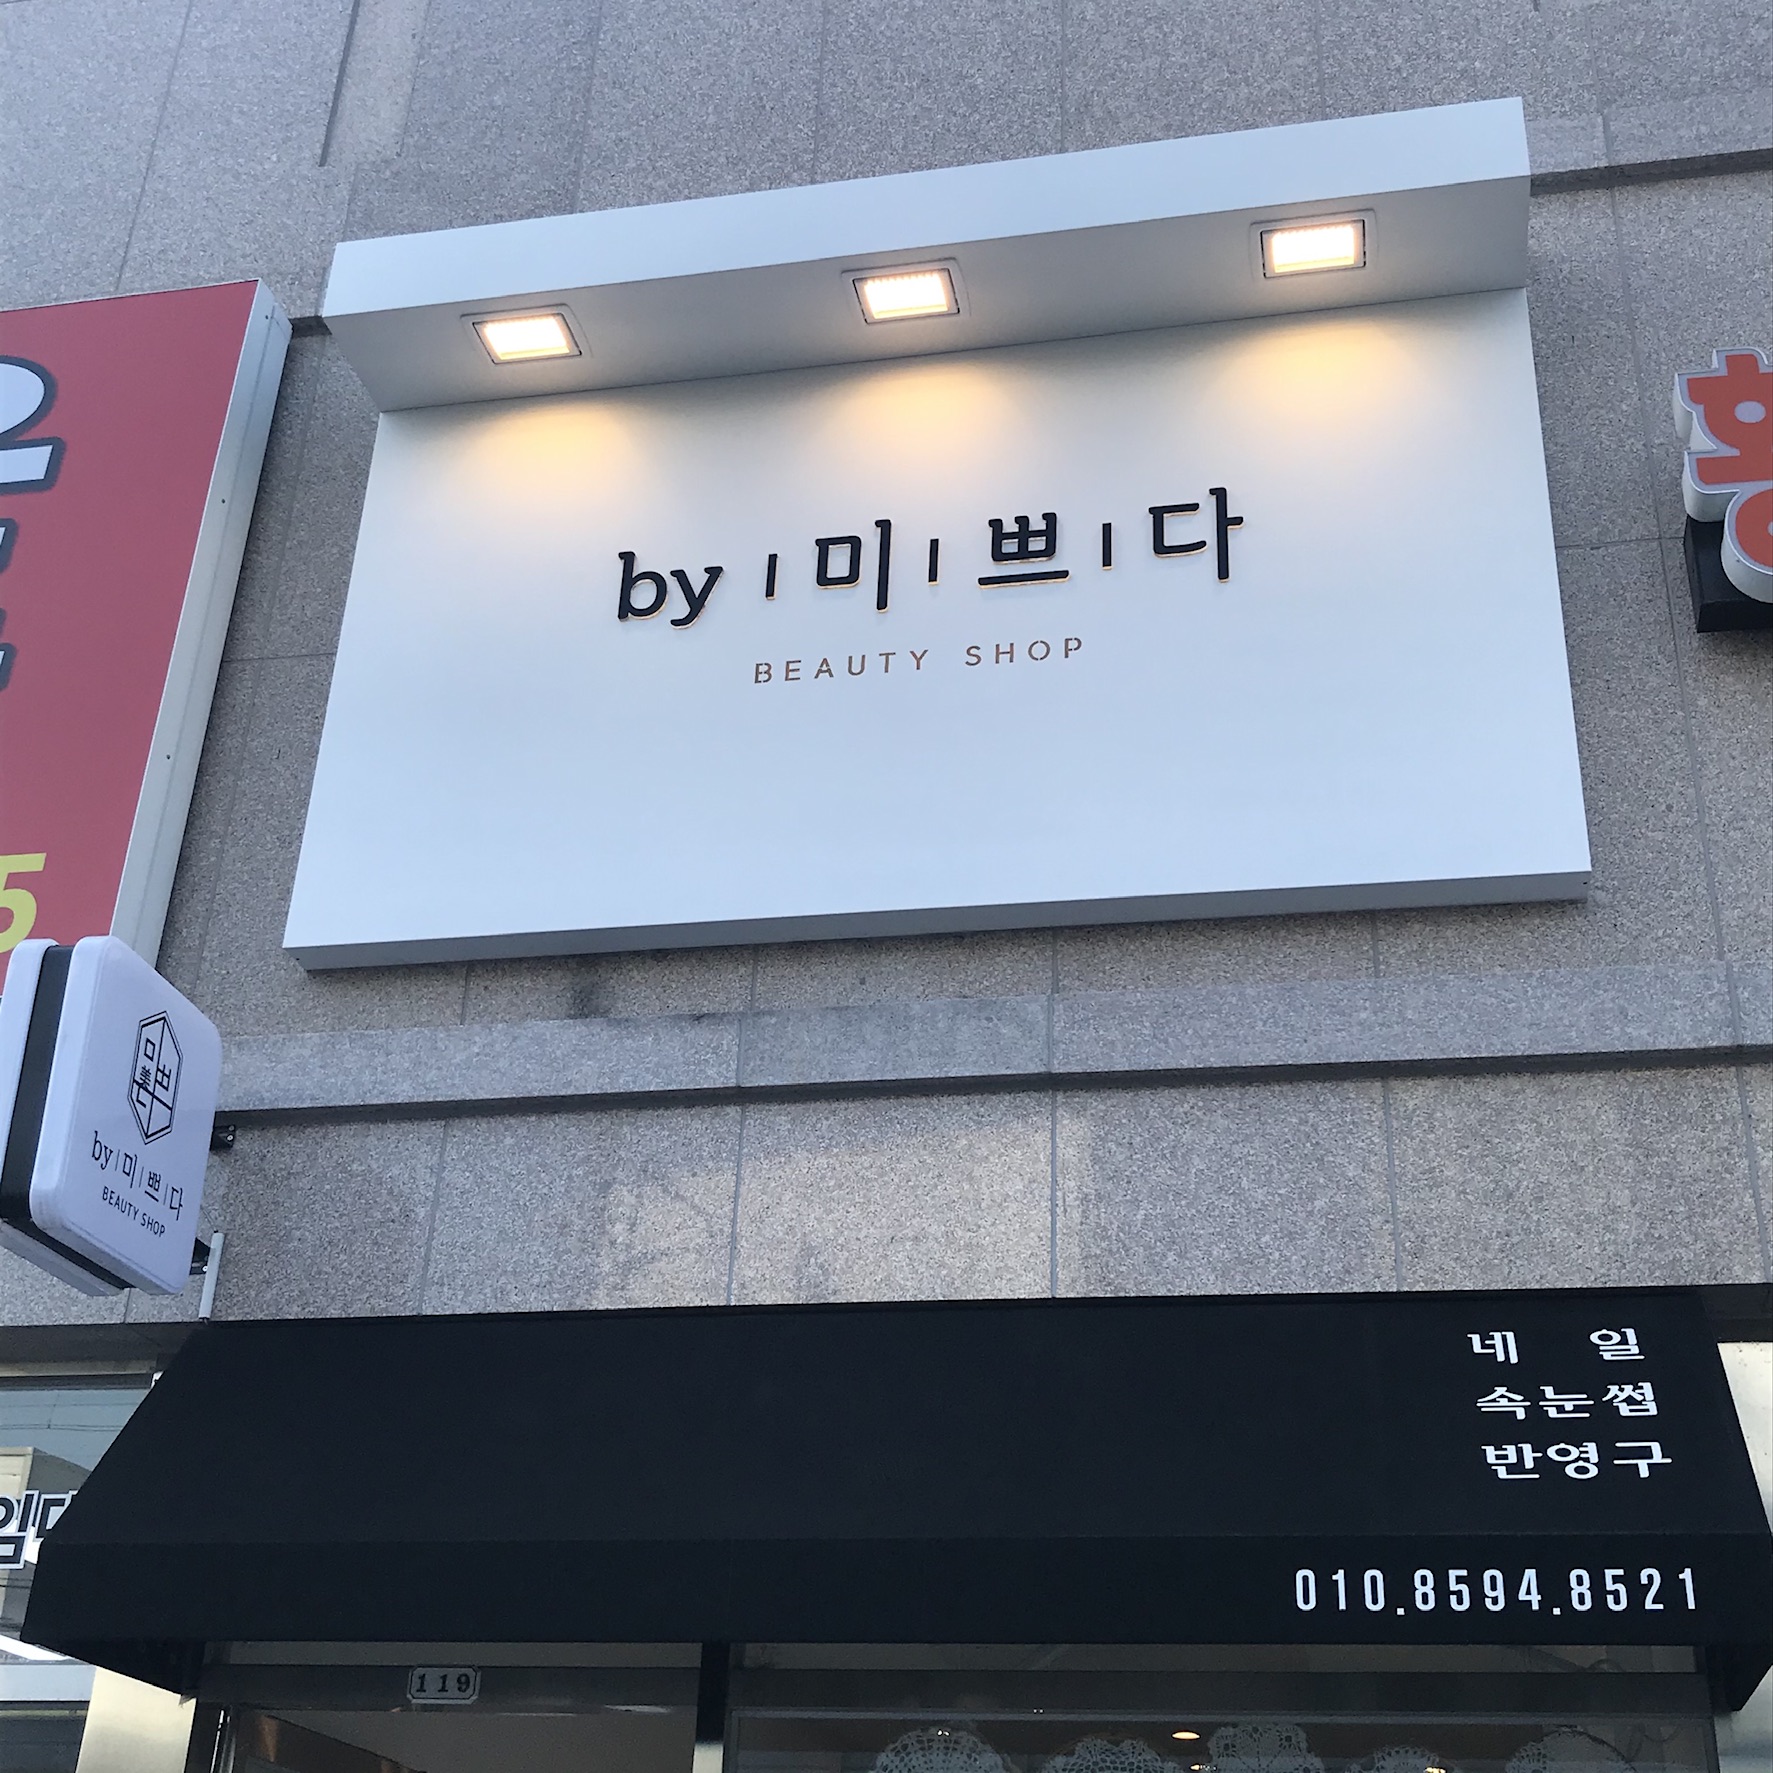 by | 미 | 쁘 | 다
BEAUTY SHOP
by | 미 | 쁘 | 다
BEAUTY SHOP
네 일
속눈썹
반영구
010.8594.8521
119
5